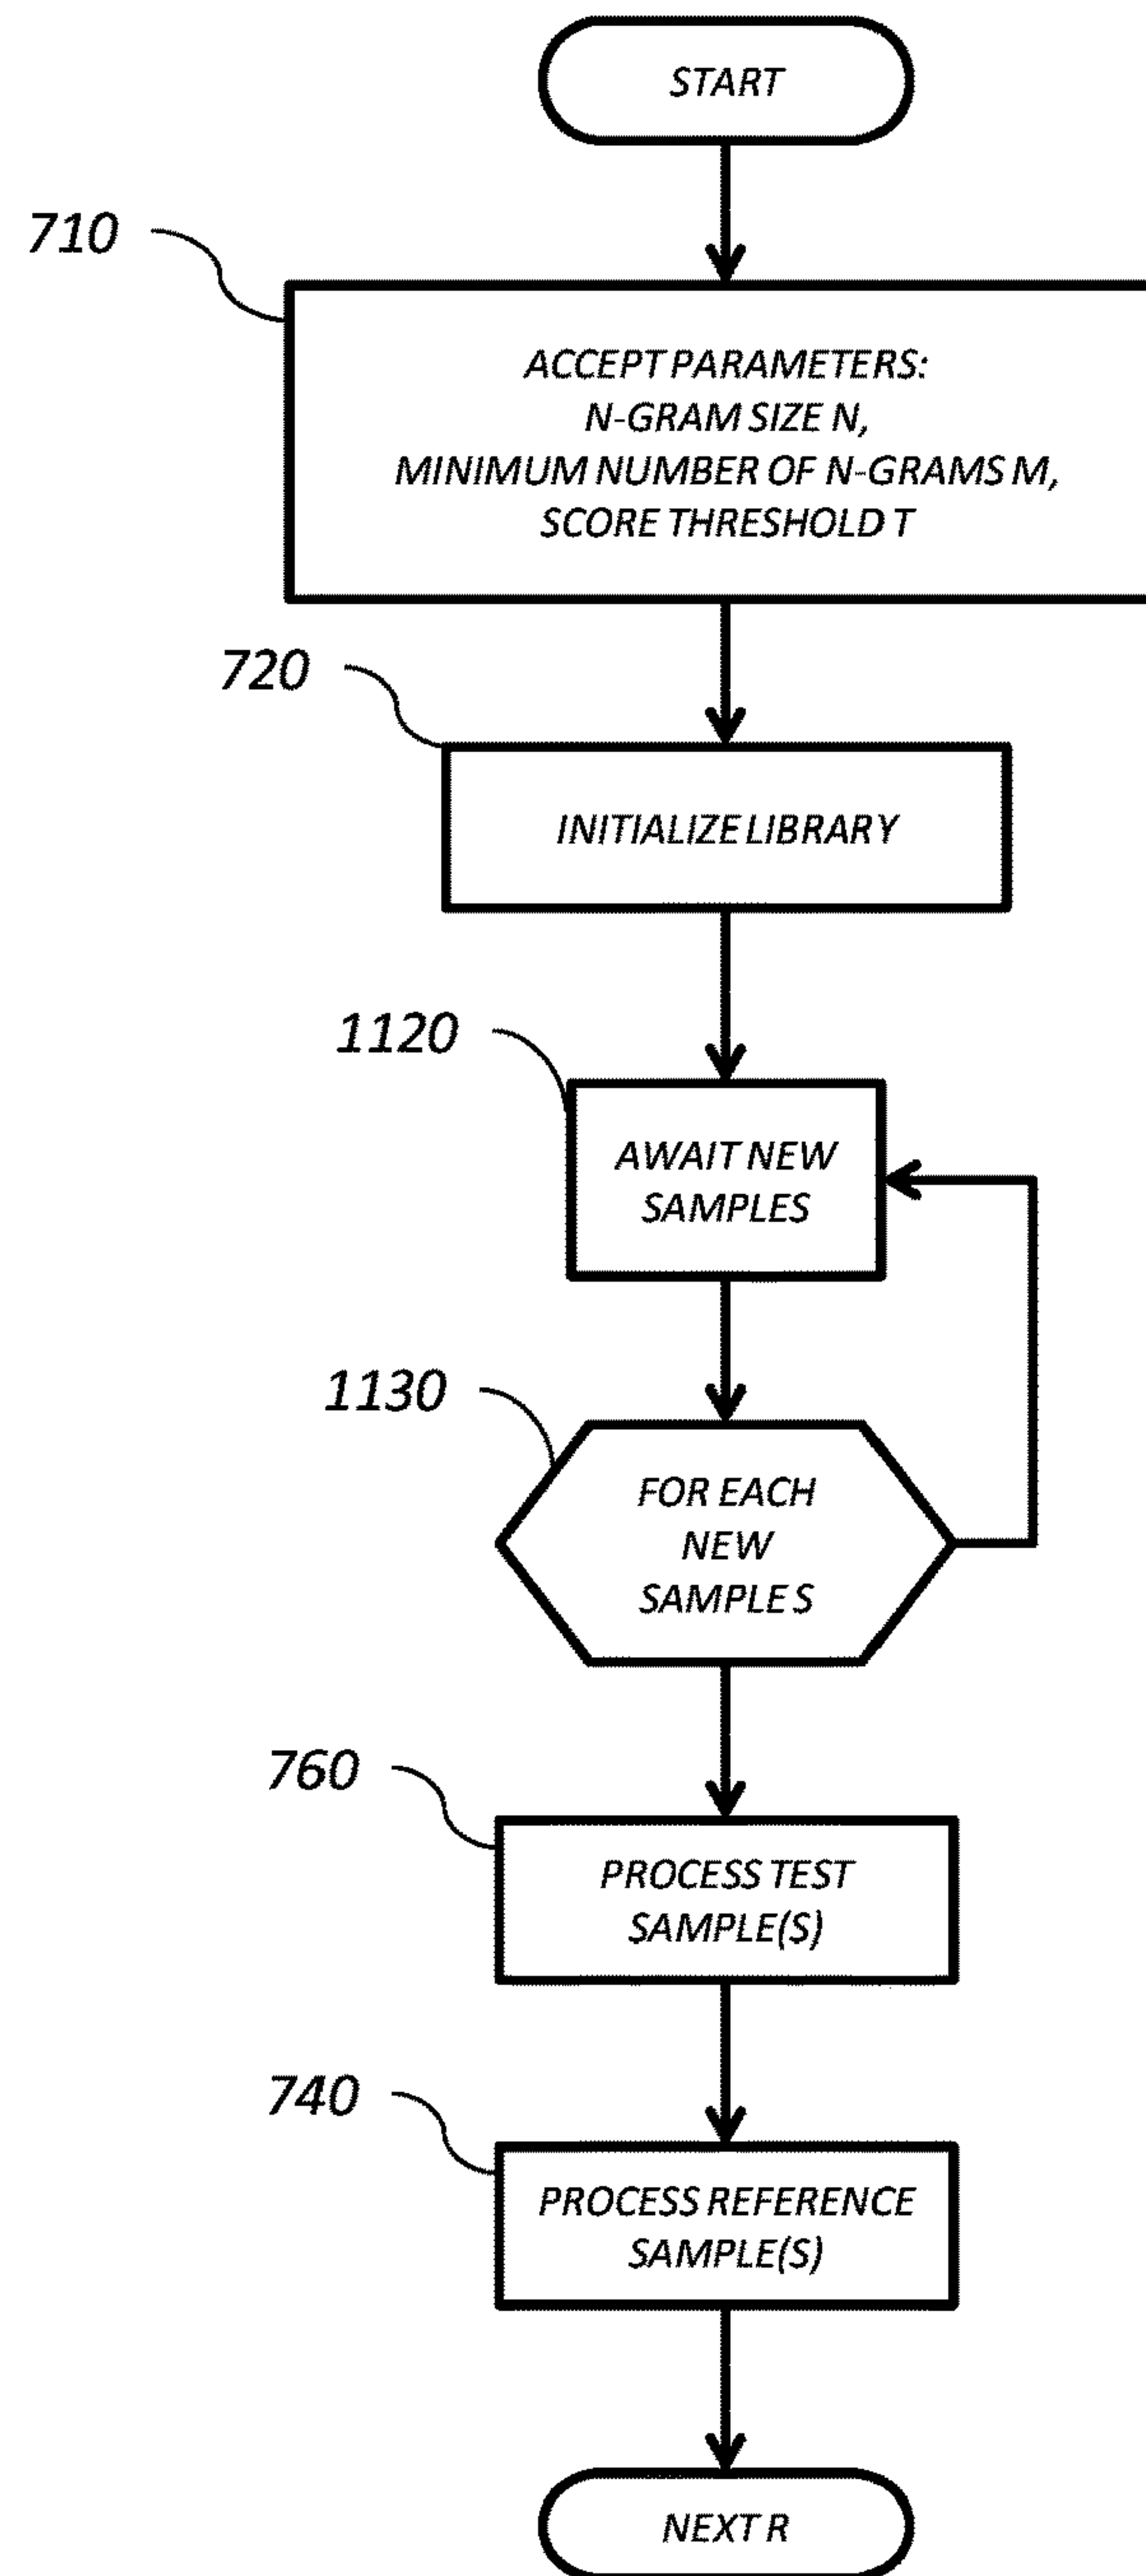 START
710
ACCEPT PARAMETERS:
N-GRAM SIZE N,
MINIMUM NUMBER OF N-GRAMS M,
SCORE THRESHOLD T
720
INITIALIZE LIBRARY
1120
AWAIT NEW
SAMPLES
1130
FOR EACH
NEW
SAMPLE S
760
PROCESS TEST
SAMPLE(S)
740
PROCESS REFERENCE
SAMPLE(S)
NEXT R